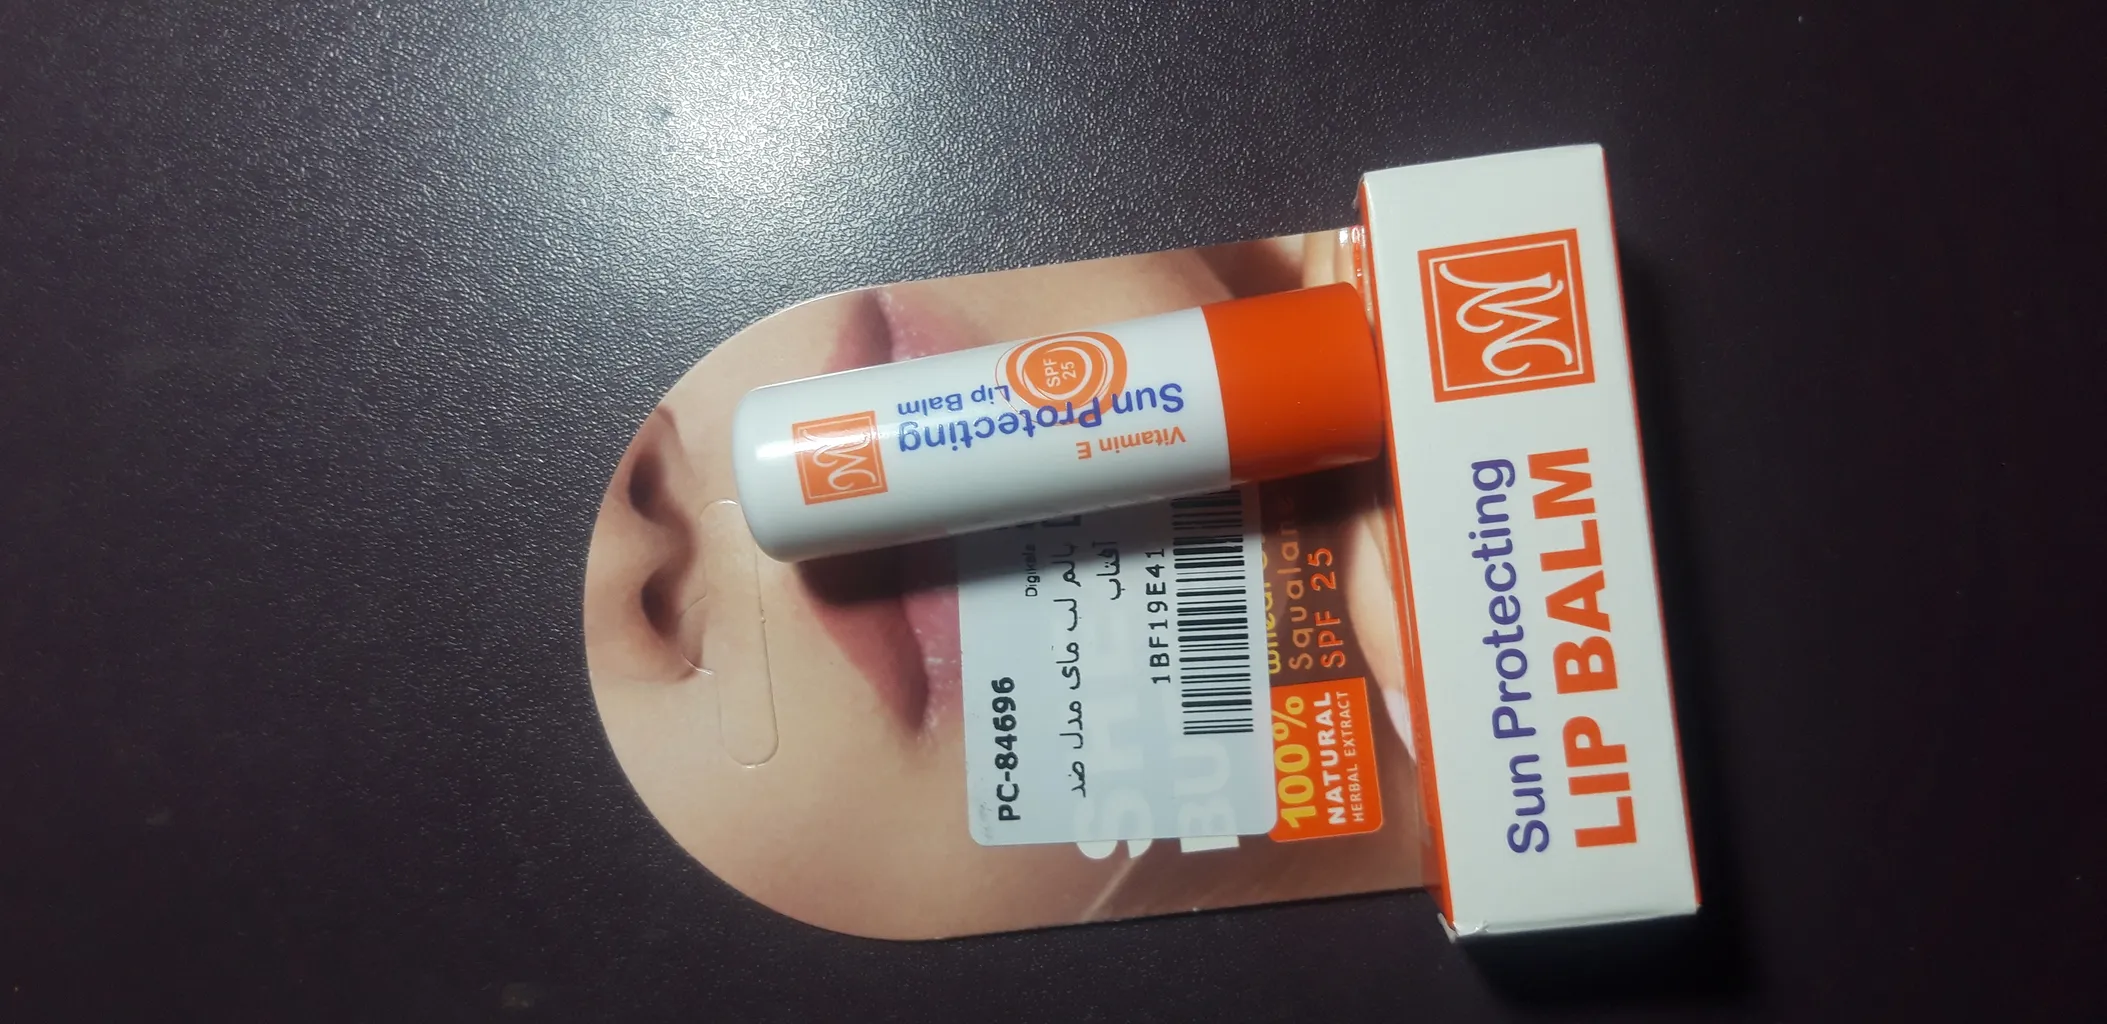 Sun Protecting
LIP BALM
Vitamin E
Sun Protecting
Lip Balm
SPF
25
PC-84696
Digikala
بالم لب مای مدل ضد
آفتاب
1BF19E41
Squalane
SPF 25
100%
NATURAL
HERBAL EXTRACT